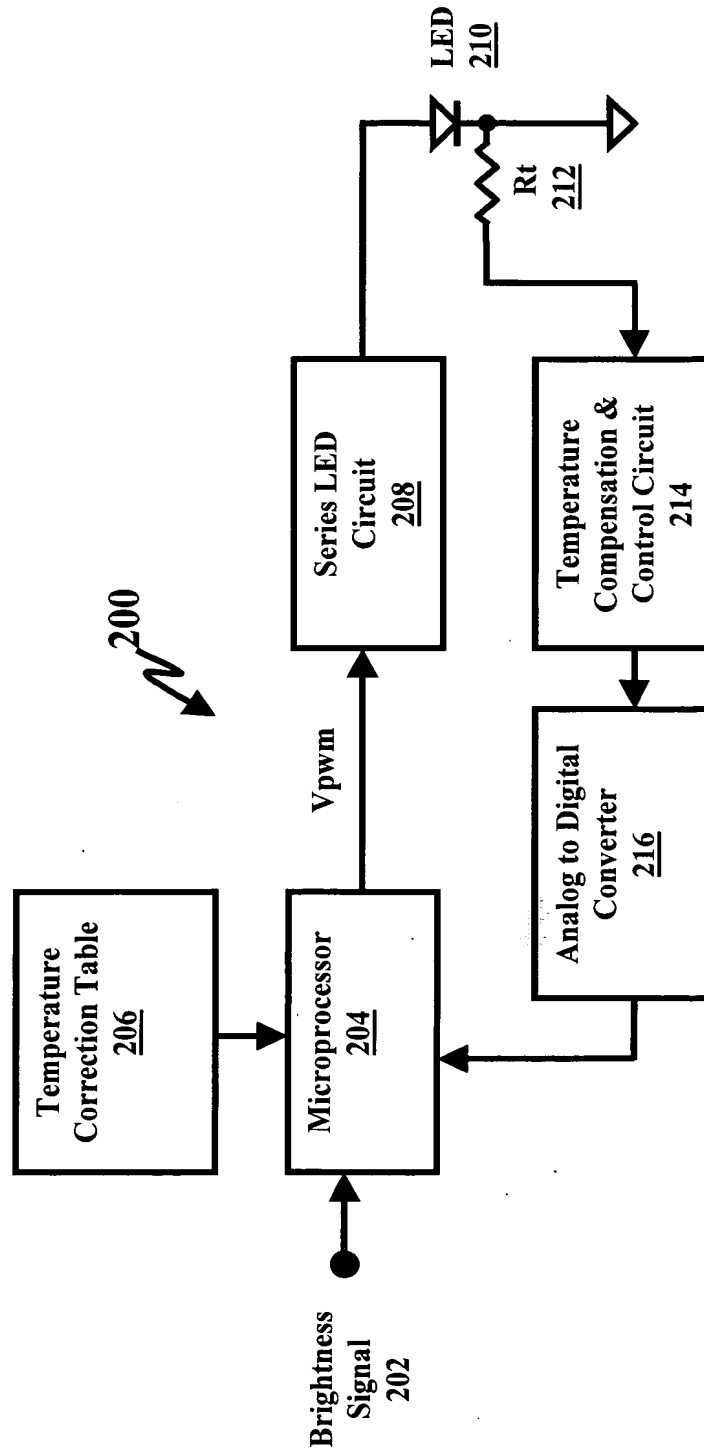 200
Temperature
Correction Table
206
Brightness
Signal
202
Microprocessor
204
Vpwm
Series LED
Circuit
208
LED
210
Rt
212
Analog to Digital
Converter
216
Temperature
Compensation &
Control Circuit
214